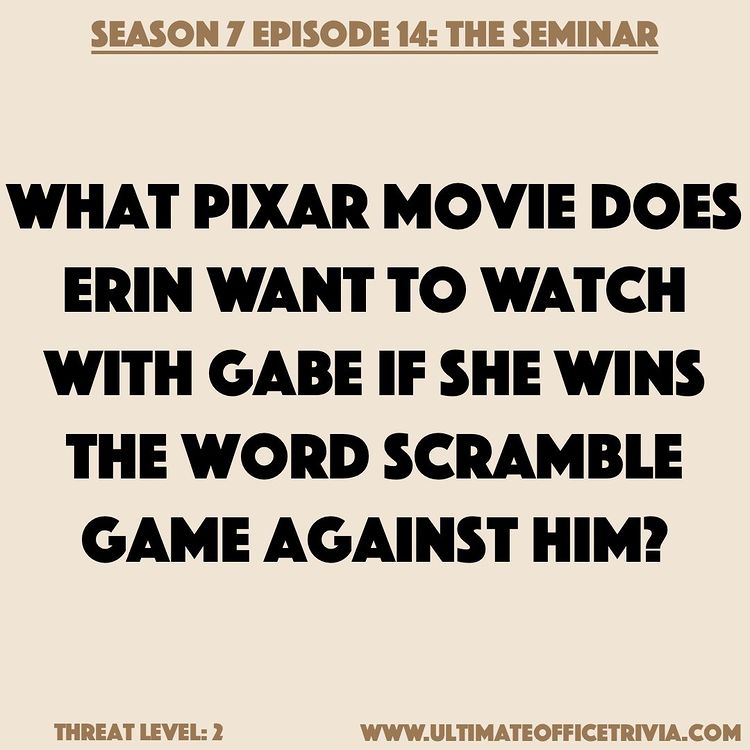 SEASON 7 EPISODE 14: THE SEMINAR
WHAT PIXAR MOVIE DOES
ERIN WANT TO WATCH
WITH GABE IF SHE WINS
THE WORD SCRAMBLE
GAME AGAINST HIM?
THREAT LEVEL: 2
WWW.ULTIMATEOFFICETRIVIA.COM